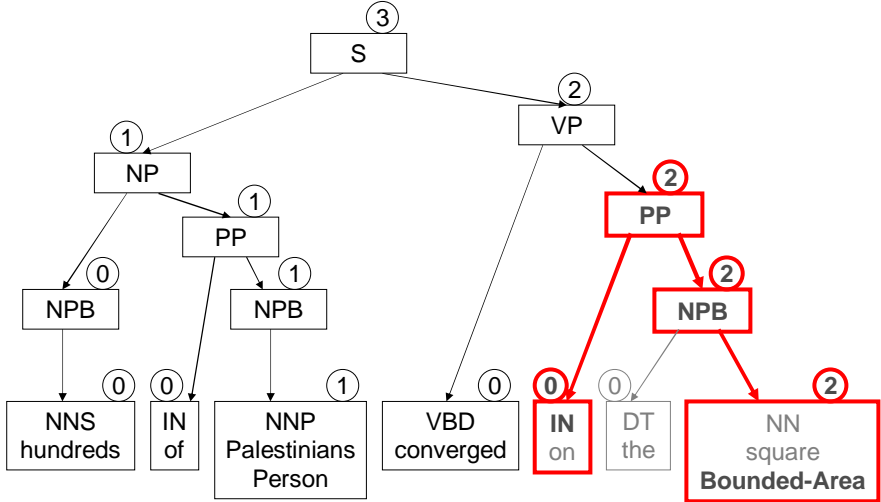 3
S
2
VP
1
NP
2
PP
1
PP
0
NPB
1
NPB
2
NPB
0
NNS
hundreds
0
IN
of
1
NNP
Palestinians
Person
0
VBD
converged
0
IN
on
0
DT
the
2
NN
square
Bounded-Area